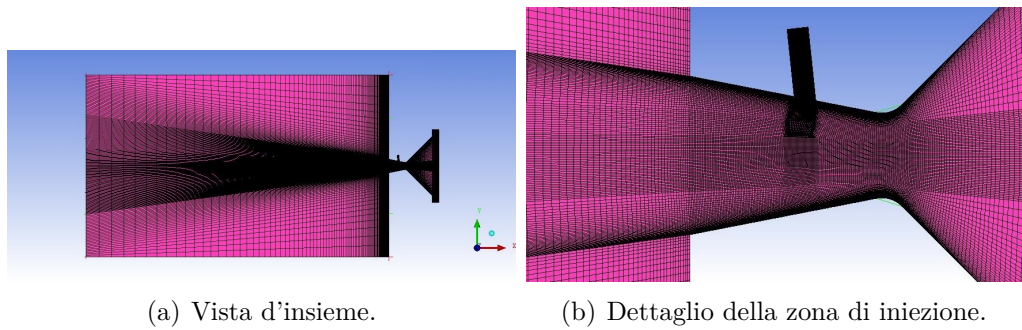 Y
X
(a) Vista d'insieme.
(b) Dettaglio della zona di iniezione.